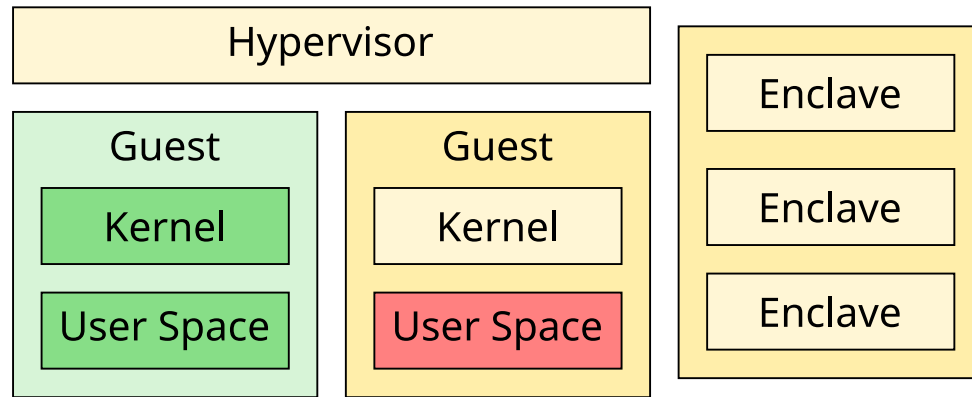 Hypervisor
Guest
Kernel
User Space
Guest
Kernel
User Space
Enclave
Enclave
Enclave